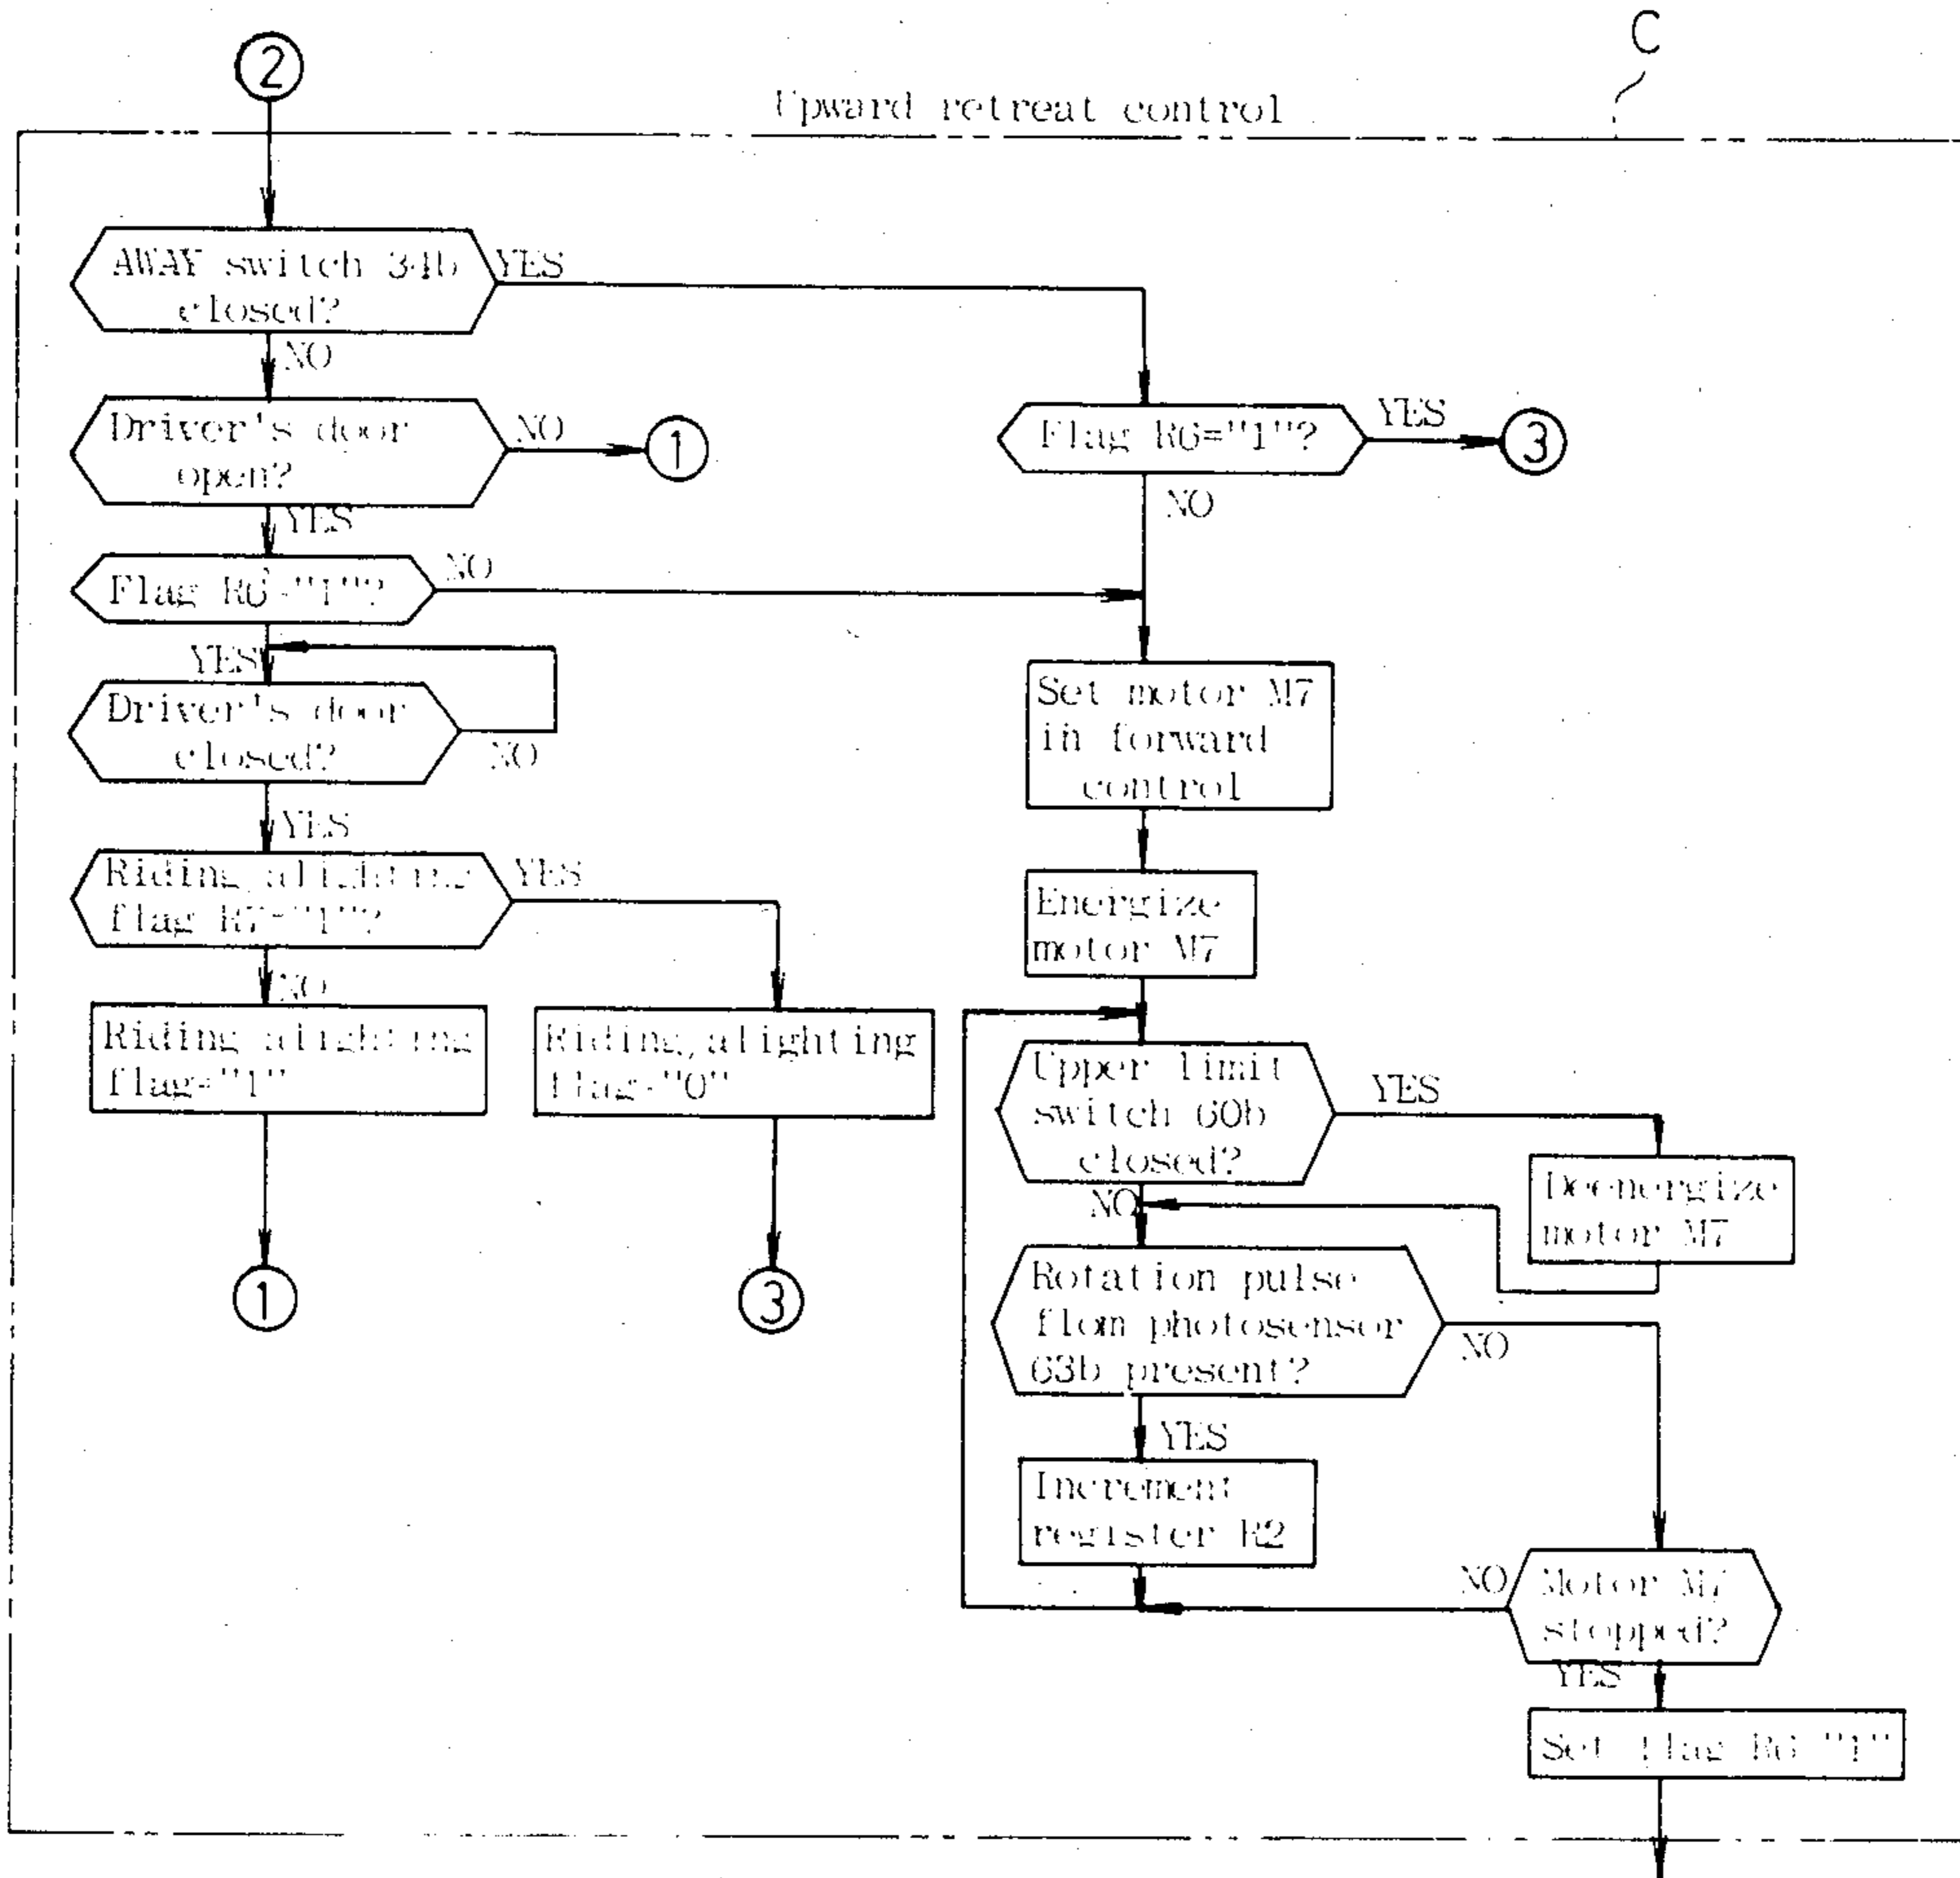 C
2
Upward retreat control
AWAY switch 34b
closed?
YES
NO
Driver's door
open?
NO
1
YES
Flag R6="1"?
YES
3
NO
Flag R6="1"?
NO
YES
Driver's door
closed?
NO
YES
Set motor M7
in forward
control
Riding, alighting
flag R7="1"?
YES
NO
Energize
motor M7
Riding, alighting
flag="1"
Riding, alighting
flag="0"
1
3
Upper limit
switch 60b
closed?
YES
NO
Deenergize
motor M7
Rotation pulse
flom photosensor
63b present?
NO
YES
Increment
register R2
NO
Motor M7
stopped?
YES
Set flag R6 "1"